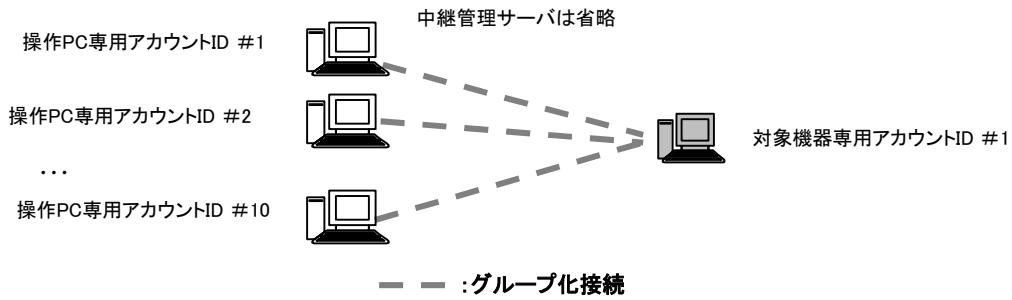 中継管理サーバは省略
操作PC専用アカウントID #1
操作PC専用アカウントID #2
・・・
操作PC専用アカウントID #10
対象機器専用アカウントID #1
:グループ化接続